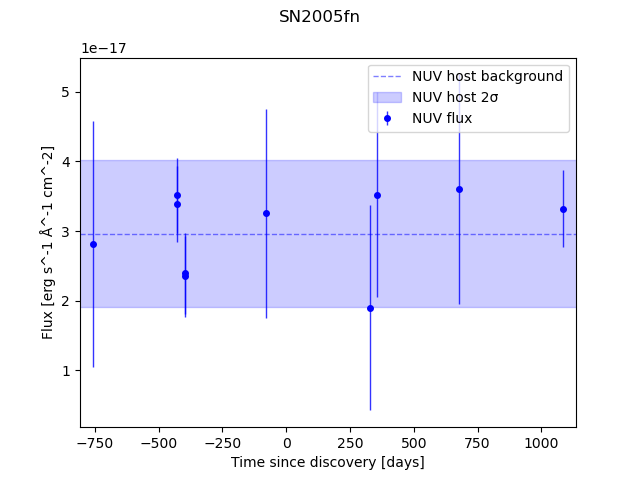 SN2005fn
1e−17
NUV host background
NUV host 2σ
NUV flux
5
4
3
2
1
Flux [erg s^-1 Å^-1 cm^-2]
−750
−500
−250
0
250
500
750
1000
Time since discovery [days]